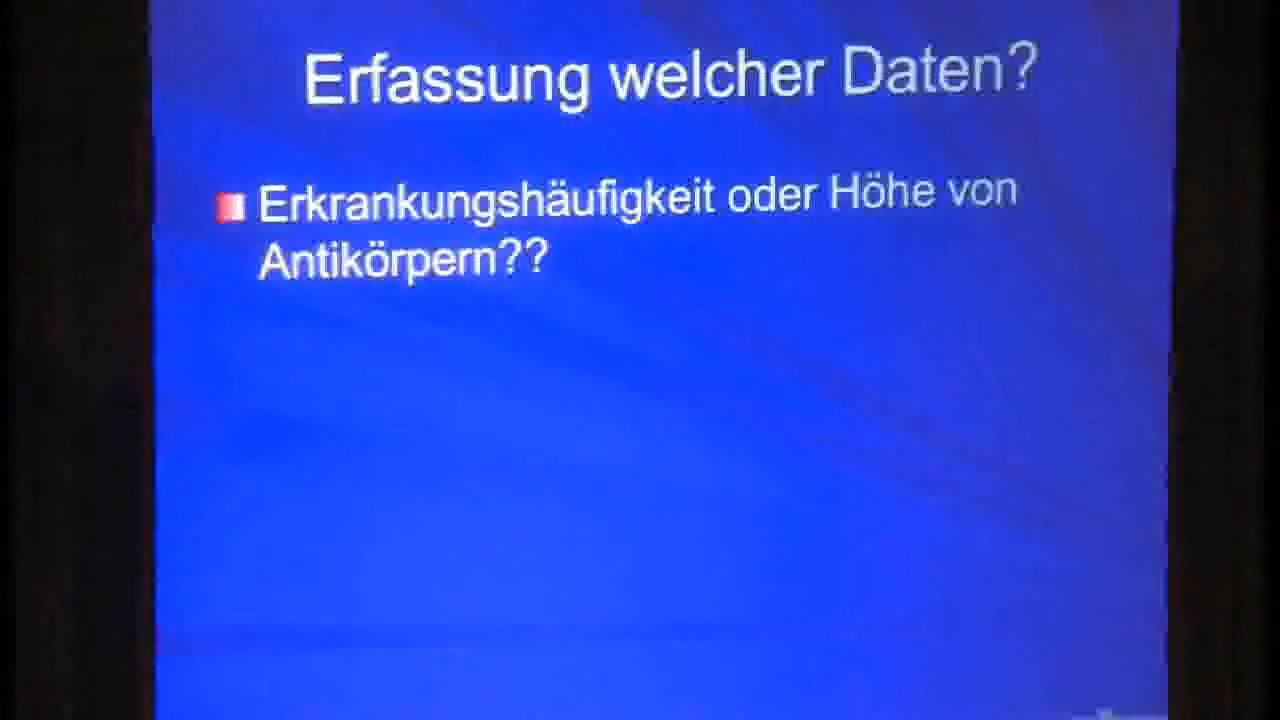 Erfassung welcher Daten?
Erkrankungshäufigkeit oder Höhe von
Antikörpern??